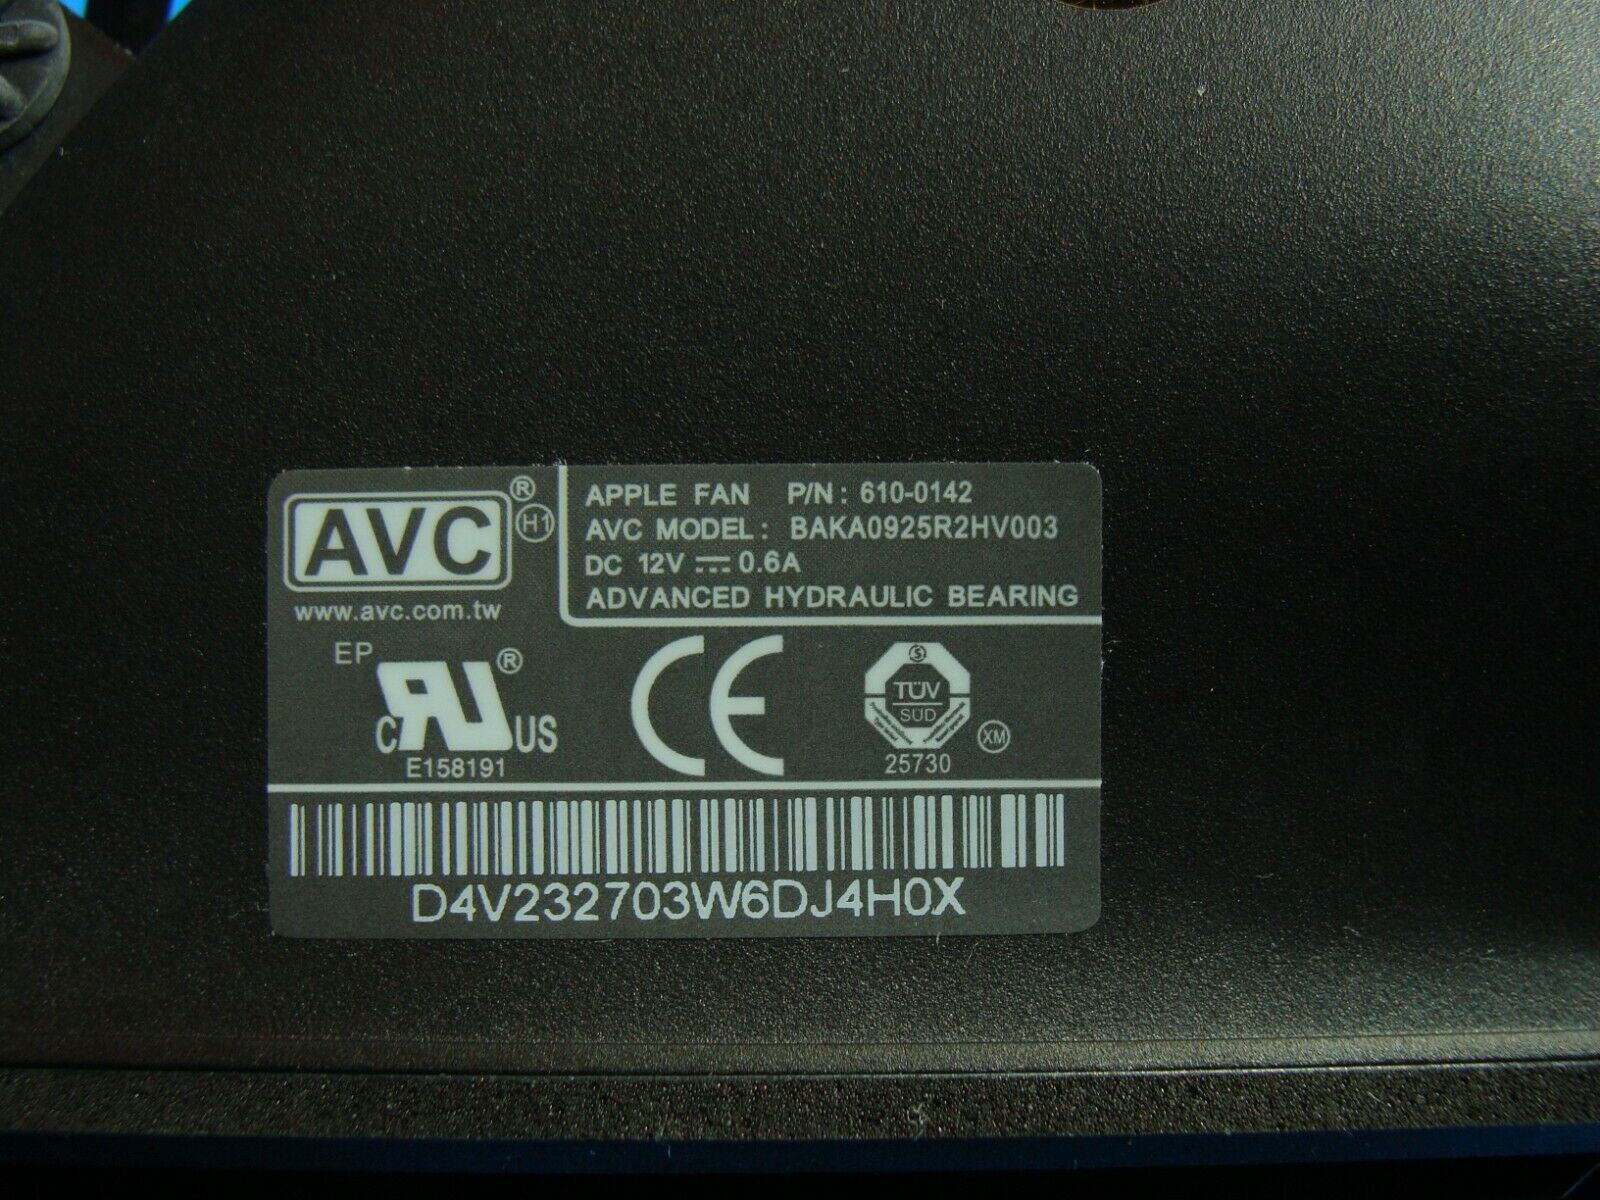 AVC ®
H1
www.avc.com.tw
APPLE FAN P/N : 610-0142
AVC MODEL : BAKA0925R2HV003
DC 12V ⎓ 0.6A
ADVANCED HYDRAULIC BEARING
EP
®
C US
E158191
CE
S
TÜV
SÜD
XM
25730
D4V232703W6DJ4H0X